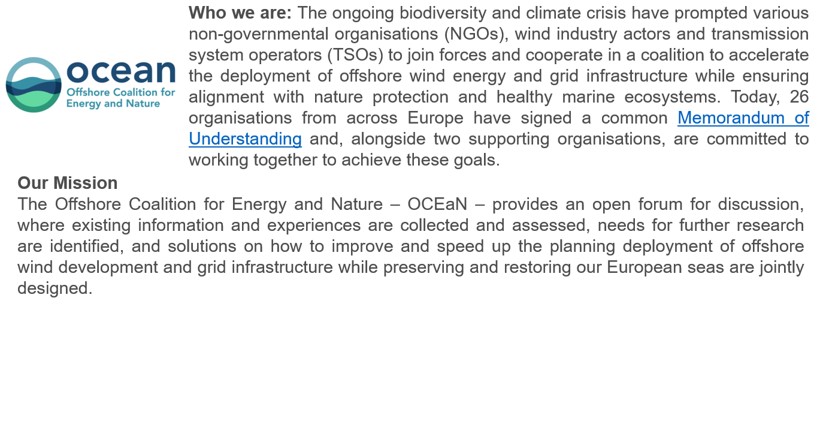 ocean
Offshore Coalition for
Energy and Nature
Who we are: The ongoing biodiversity and climate crisis have prompted various
non-governmental organisations (NGOs), wind industry actors and transmission
system operators (TSOs) to join forces and cooperate in a coalition to accelerate
the deployment of offshore wind energy and grid infrastructure while ensuring
alignment with nature protection and healthy marine ecosystems. Today, 26
organisations from across Europe have signed a common Memorandum of
Understanding and, alongside two supporting organisations, are committed to
working together to achieve these goals.
Our Mission
The Offshore Coalition for Energy and Nature – OCEaN – provides an open forum for discussion,
where existing information and experiences are collected and assessed, needs for further research
are identified, and solutions on how to improve and speed up the planning deployment of offshore
wind development and grid infrastructure while preserving and restoring our European seas are jointly
designed.